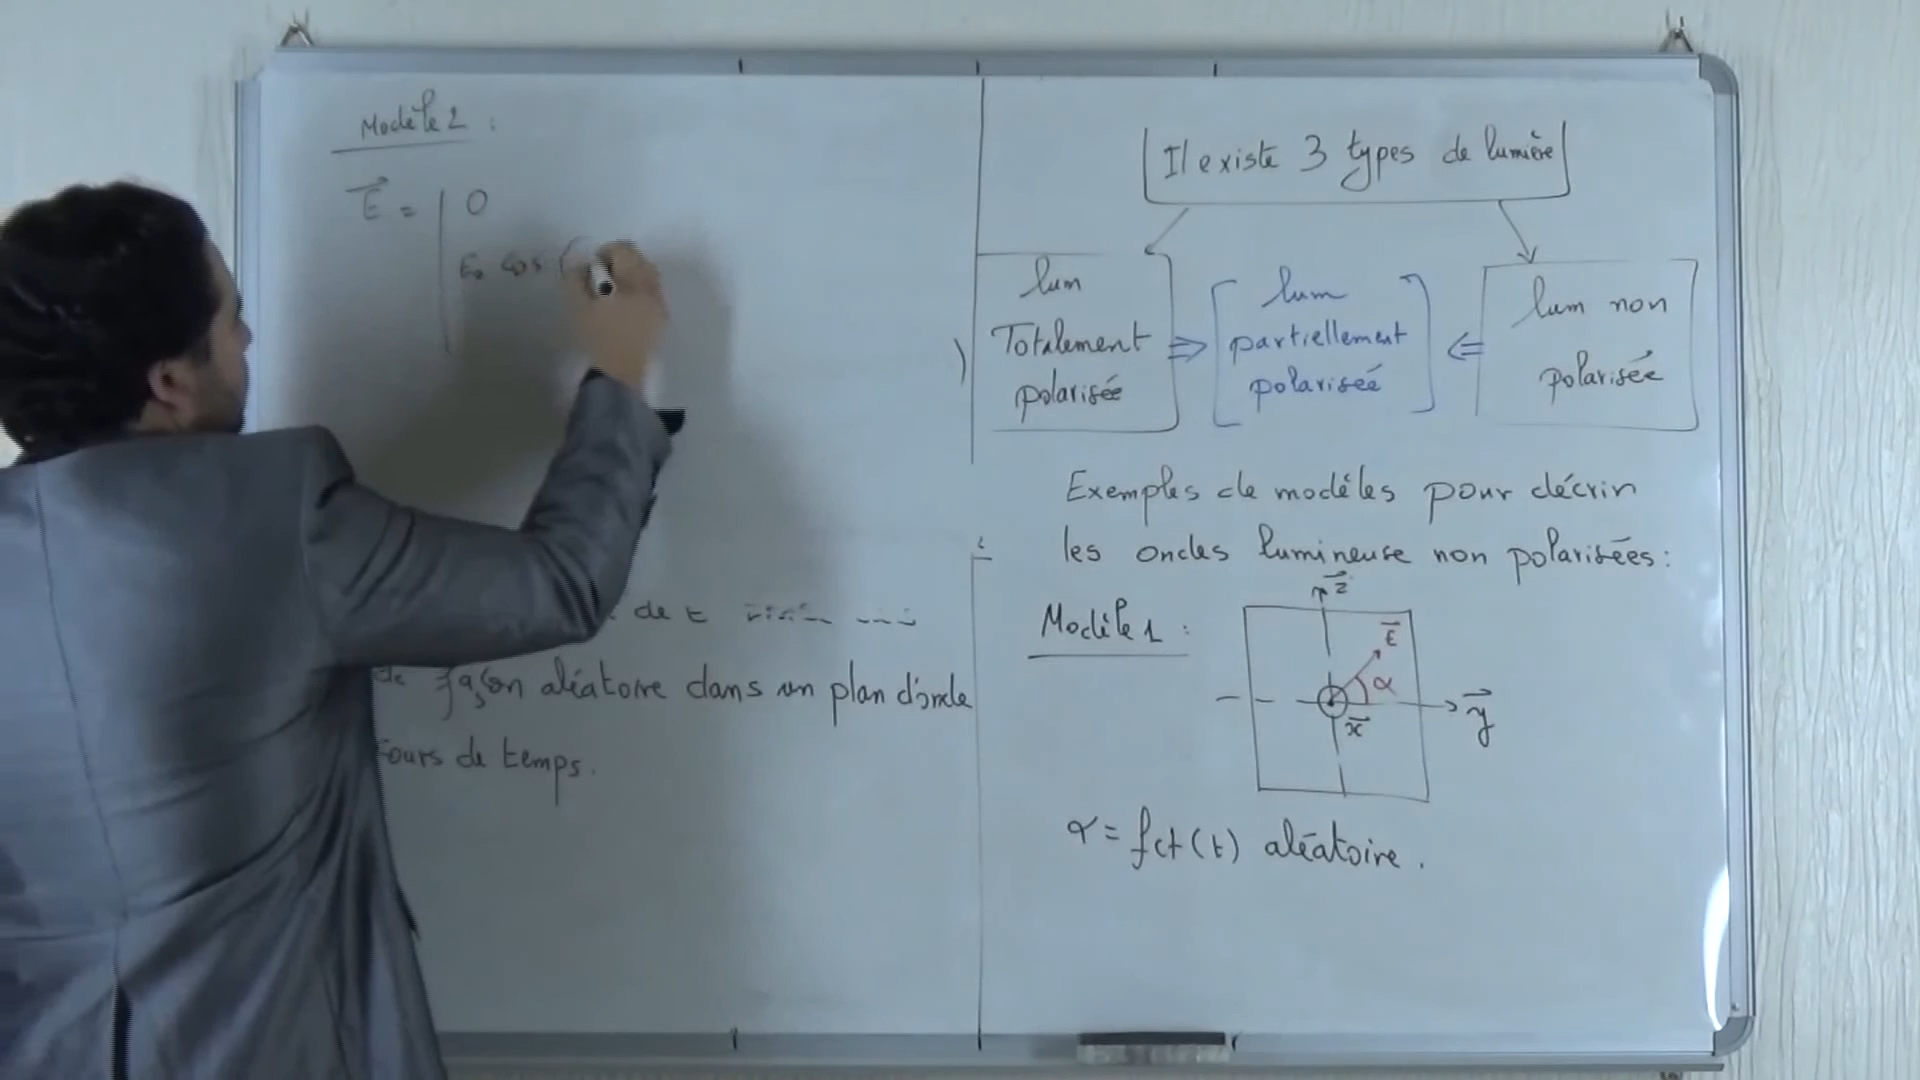 Modèle 2 :
E⃗ = | 0
E₀ cos (
de t
de façon aléatoire dans un plan d'onde
cours de temps.
Il existe 3 types de lumière
lum
Totalement
polarisée
⇒
lum
partiellement
polariseé
⇐
lum non
polarisée
Exemples de modèles pour décrire
les ondes lumineuse non polarisées :
Modèle 1 :
z⃗
E⃗
α
x⃗
y⃗
α = fct(t) aléatoire.